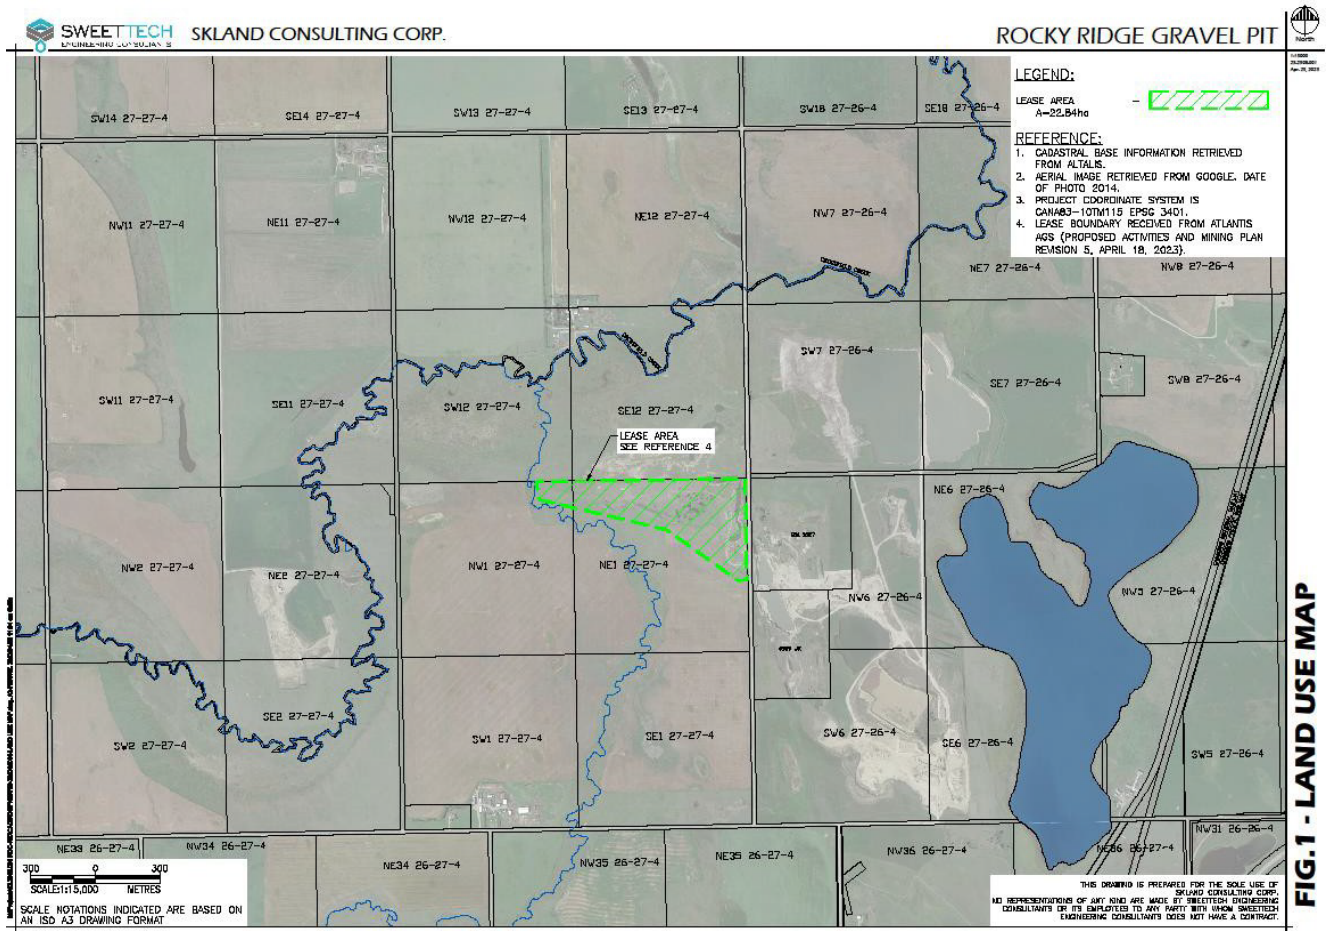 SWEETTECH
ENGINEERING CONSULTANTS
SKLAND CONSULTING CORP.
ROCKY RIDGE GRAVEL PIT
North
LEGEND:
LEASE AREA
A=22.84ha
REFERENCE:
1. CADASTRAL BASE INFORMATION RETRIEVED
FROM ALTALIS.
2. AERIAL IMAGE RETRIEVED FROM GOOGLE. DATE
OF PHOTO 2014.
3. PROJECT COORDINATE SYSTEM IS
CANA83-10TM115 EPSG 3401.
4. LEASE BOUNDARY RECEIVED FROM ATLANTIS
AGS (PROPOSED ACTIVITIES AND MINING PLAN
REVISION 5, APRIL 18, 2023).
SW14 27-27-4
SE14 27-27-4
SW13 27-27-4
SE13 27-27-4
SW18 27-26-4
SE18 27-26-4
NW11 27-27-4
NE11 27-27-4
NW12 27-27-4
NE12 27-27-4
NW7 27-26-4
NE7 27-26-4
NW8 27-26-4
CROSSFIELD CREEK
CROSSFIELD CREEK
SW11 27-27-4
SE11 27-27-4
SW12 27-27-4
SE12 27-27-4
SW7 27-26-4
SE7 27-26-4
SW8 27-26-4
LEASE AREA
SEE REFERENCE 4
NW2 27-27-4
NE2 27-27-4
NW1 27-27-4
NE1 27-27-4
NW6 27-26-4
NE6 27-26-4
NW5 27-26-4
SW2 27-27-4
SE2 27-27-4
SW1 27-27-4
SE1 27-27-4
SW6 27-26-4
SE6 27-26-4
SW5 27-26-4
NE33 26-27-4
NW34 26-27-4
NE34 26-27-4
NW35 26-27-4
NE35 26-27-4
NW36 26-27-4
NE36 26-27-4
NW31 26-26-4
300 0 300
SCALE:1:15,000 METRES
SCALE NOTATIONS INDICATED ARE BASED ON
AN ISO A3 DRAWING FORMAT
THIS DRAWING IS PREPARED FOR THE SOLE USE OF
SKLAND CONSULTING CORP.
NO REPRESENTATIONS OF ANY KIND ARE MADE BY SWEETTECH ENGINEERING
CONSULTANTS OR ITS EMPLOYEES TO ANY PARTY WITH WHOM SWEETTECH
ENGINEERING CONSULTANTS DOES NOT HAVE A CONTRACT.
FIG.1 - LAND USE MAP